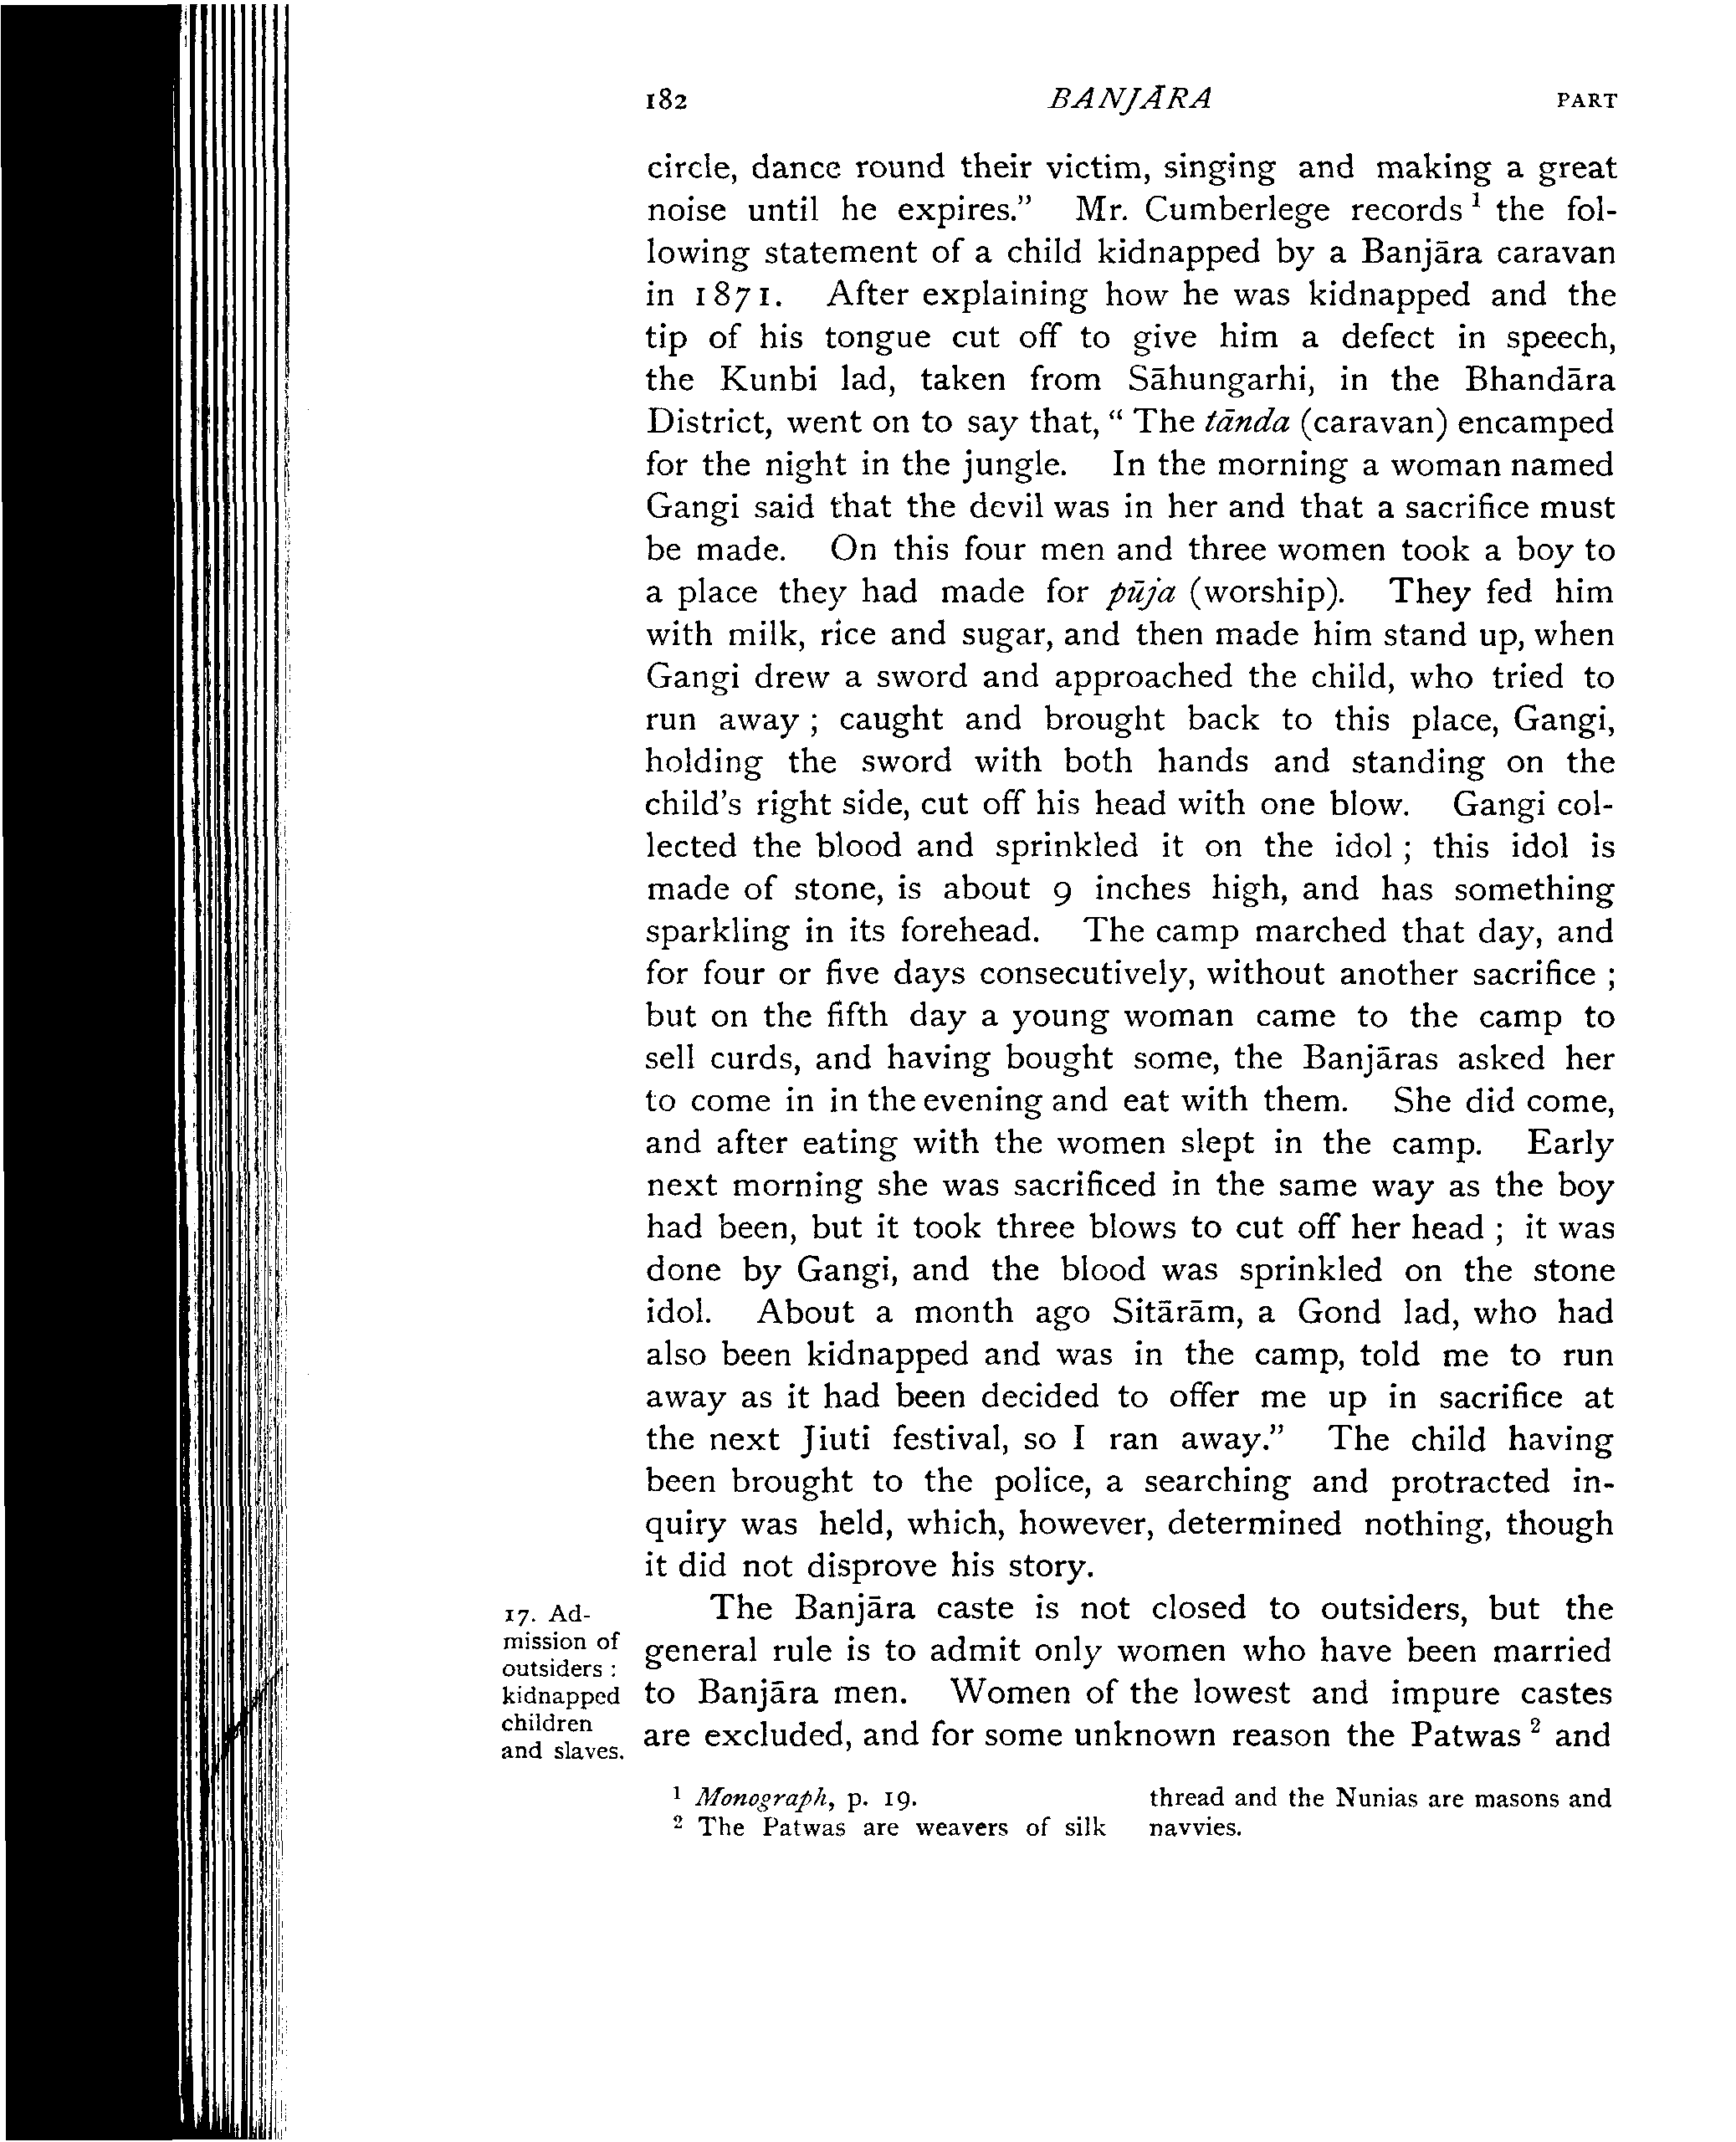 182 BANJĀRA PART
circle, dance round their victim, singing and making a great
noise until he expires.” Mr. Cumberlege records ¹ the fol-
lowing statement of a child kidnapped by a Banjāra caravan
in 1871. After explaining how he was kidnapped and the
tip of his tongue cut off to give him a defect in speech,
the Kunbi lad, taken from Sāhungarhi, in the Bhandāra
District, went on to say that, “ The tānda (caravan) encamped
for the night in the jungle. In the morning a woman named
Gangi said that the devil was in her and that a sacrifice must
be made. On this four men and three women took a boy to
a place they had made for pūja (worship). They fed him
with milk, rice and sugar, and then made him stand up, when
Gangi drew a sword and approached the child, who tried to
run away ; caught and brought back to this place, Gangi,
holding the sword with both hands and standing on the
child’s right side, cut off his head with one blow. Gangi col-
lected the blood and sprinkled it on the idol ; this idol is
made of stone, is about 9 inches high, and has something
sparkling in its forehead. The camp marched that day, and
for four or five days consecutively, without another sacrifice ;
but on the fifth day a young woman came to the camp to
sell curds, and having bought some, the Banjāras asked her
to come in in the evening and eat with them. She did come,
and after eating with the women slept in the camp. Early
next morning she was sacrificed in the same way as the boy
had been, but it took three blows to cut off her head ; it was
done by Gangi, and the blood was sprinkled on the stone
idol. About a month ago Sitārām, a Gond lad, who had
also been kidnapped and was in the camp, told me to run
away as it had been decided to offer me up in sacrifice at
the next Jiuti festival, so I ran away.” The child having
been brought to the police, a searching and protracted in-
quiry was held, which, however, determined nothing, though
it did not disprove his story.
17. Ad-
mission of
outsiders :
kidnapped
children
and slaves.
The Banjāra caste is not closed to outsiders, but the
general rule is to admit only women who have been married
to Banjāra men. Women of the lowest and impure castes
are excluded, and for some unknown reason the Patwas ² and
¹ Monograph, p. 19.
² The Patwas are weavers of silk
thread and the Nunias are masons and
navvies.